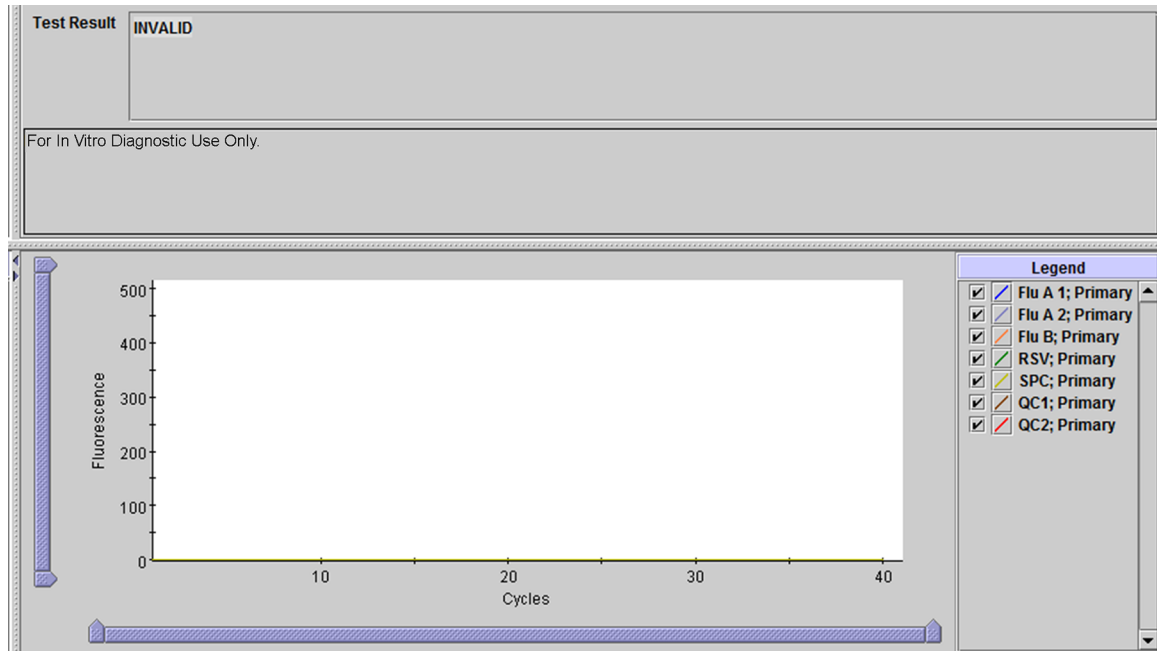 Test Result
INVALID
For In Vitro Diagnostic Use Only.
500
400
300
200
100
0
Fluorescence
10
20
30
40
Cycles
Legend
Flu A 1; Primary
Flu A 2; Primary
Flu B; Primary
RSV; Primary
SPC; Primary
QC1; Primary
QC2; Primary